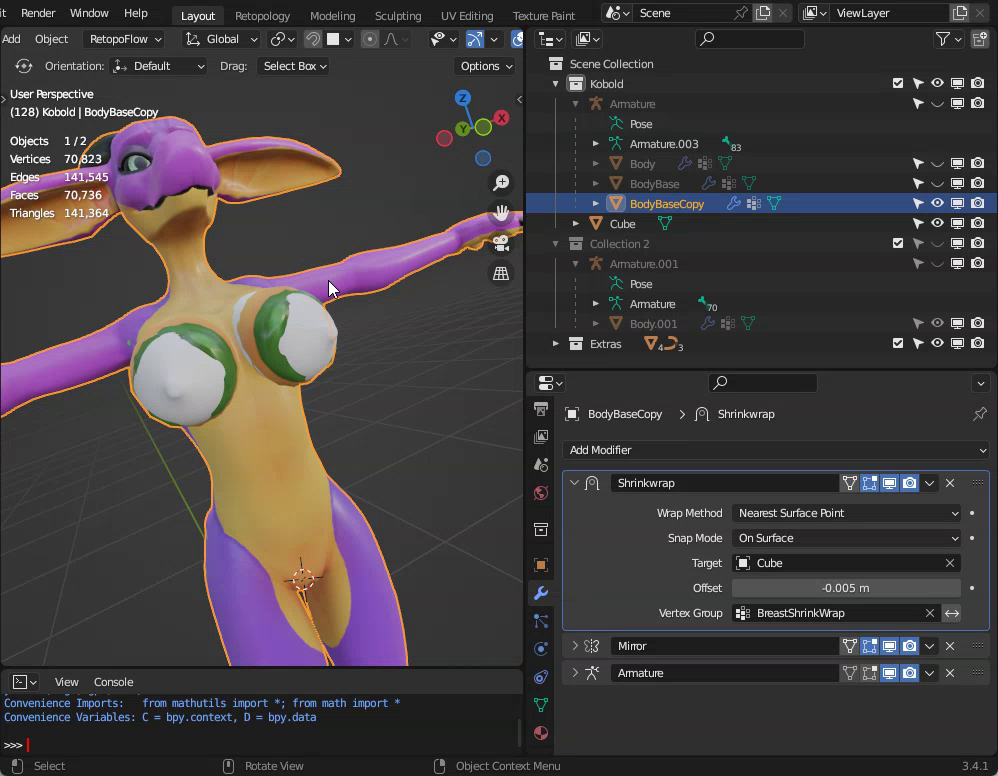 it Render Window Help Layout Retopology Modeling Sculpting UV Editing Texture Paint Scene ViewLayer
Add Object RetopoFlow Global
Orientation: Default Drag: Select Box Options
User Perspective
(128) Kobold | BodyBaseCopy
Objects 1 / 2
Vertices 70,823
Edges 141,545
Faces 70,736
Triangles 141,364
Z
X
Y
Scene Collection
Kobold
Armature
Pose
Armature.003 83
Body
BodyBase
BodyBaseCopy
Cube
Collection 2
Armature.001
Pose
Armature 70
Body.001
Extras 4 3
BodyBaseCopy > Shrinkwrap
Add Modifier
Shrinkwrap
Wrap Method Nearest Surface Point
Snap Mode On Surface
Target Cube
Offset -0.005 m
Vertex Group BreastShrinkWrap
Mirror
Armature
View Console
Convenience Imports: from mathutils import *; from math import *
Convenience Variables: C = bpy.context, D = bpy.data
>>>
Select Rotate View Object Context Menu 3.4.1